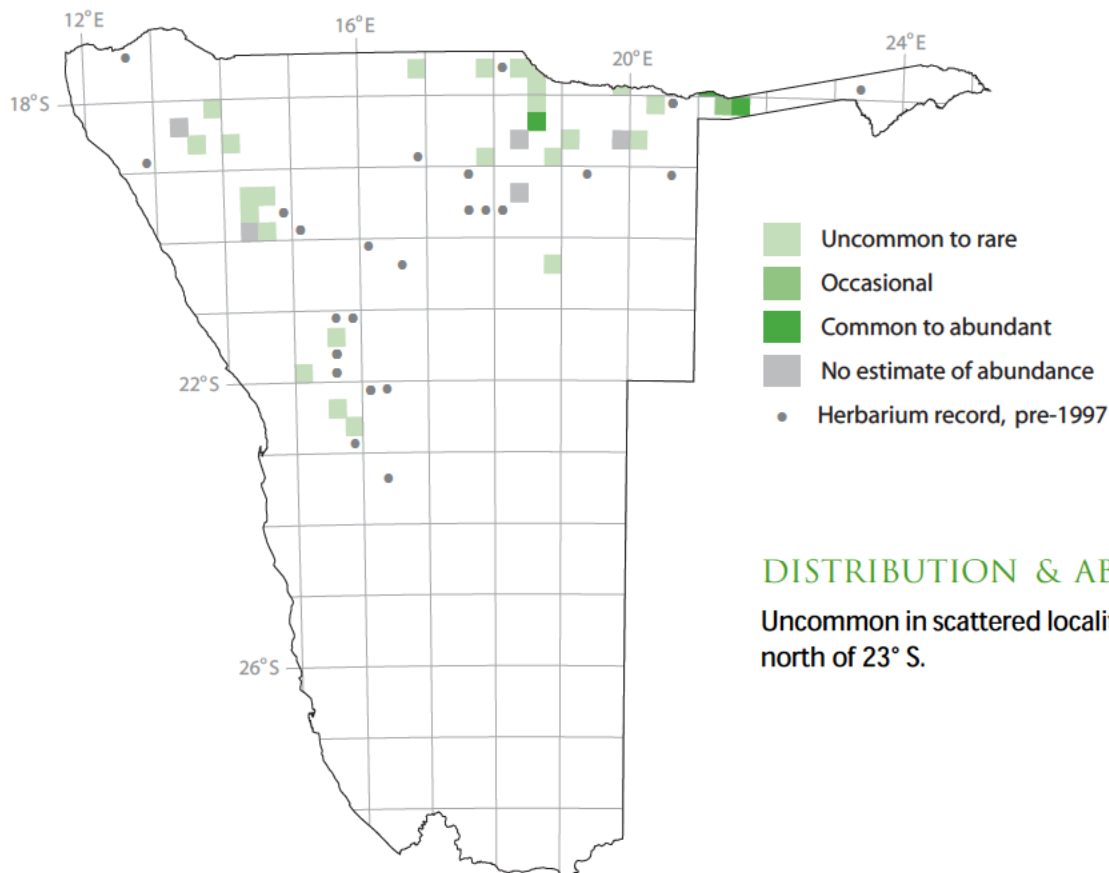 12°E
16°E
20°E
24°E
18°S
22°S
26°S
Uncommon to rare
Occasional
Common to abundant
No estimate of abundance
Herbarium record, pre-1997
DISTRIBUTION & AB
Uncommon in scattered localit
north of 23° S.